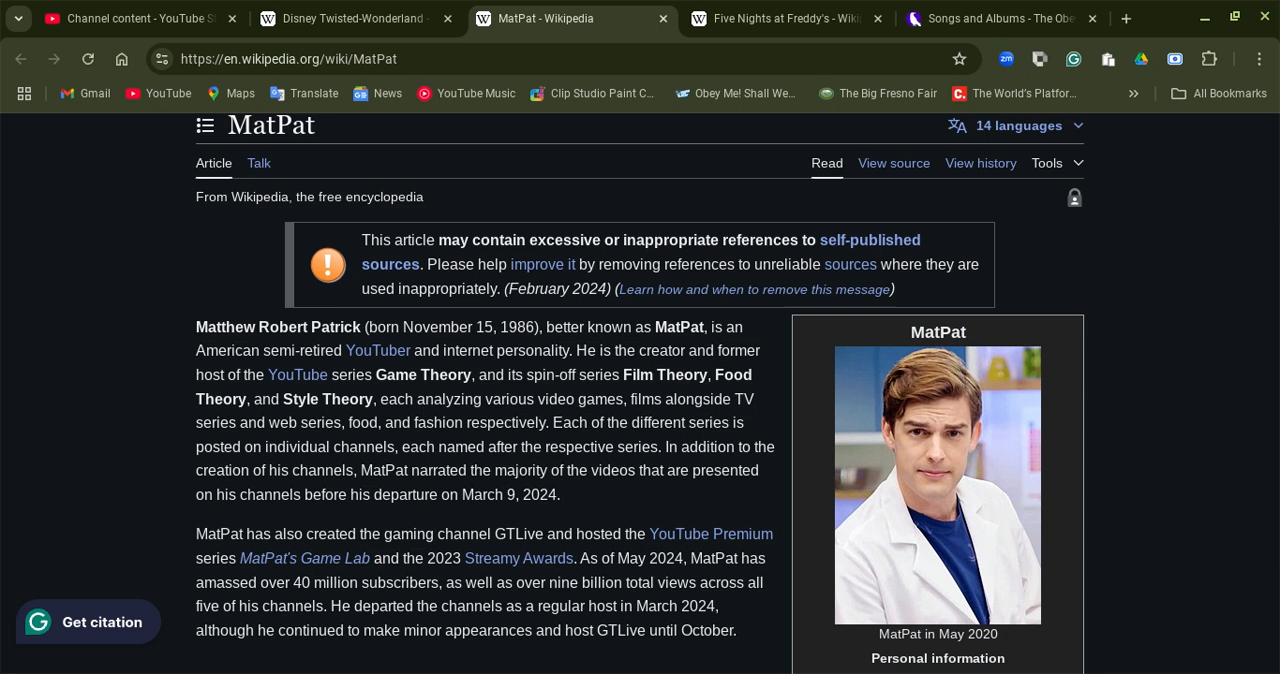 Channel content - YouTube St
Disney Twisted-Wonderland -
MatPat - Wikipedia
Five Nights at Freddy's - Wiki
Songs and Albums - The Obe
https://en.wikipedia.org/wiki/MatPat
Gmail
YouTube
Maps
Translate
News
YouTube Music
Clip Studio Paint C...
Obey Me! Shall We...
The Big Fresno Fair
The World's Platfor...
All Bookmarks
MatPat
14 languages
Article
Talk
Read
View source
View history
Tools
From Wikipedia, the free encyclopedia
This article may contain excessive or inappropriate references to self-published
sources. Please help improve it by removing references to unreliable sources where they are
used inappropriately. (February 2024) (Learn how and when to remove this message)
Matthew Robert Patrick (born November 15, 1986), better known as MatPat, is an
American semi-retired YouTuber and internet personality. He is the creator and former
host of the YouTube series Game Theory, and its spin-off series Film Theory, Food
Theory, and Style Theory, each analyzing various video games, films alongside TV
series and web series, food, and fashion respectively. Each of the different series is
posted on individual channels, each named after the respective series. In addition to the
creation of his channels, MatPat narrated the majority of the videos that are presented
on his channels before his departure on March 9, 2024.
MatPat has also created the gaming channel GTLive and hosted the YouTube Premium
series MatPat's Game Lab and the 2023 Streamy Awards. As of May 2024, MatPat has
amassed over 40 million subscribers, as well as over nine billion total views across all
five of his channels. He departed the channels as a regular host in March 2024,
although he continued to make minor appearances and host GTLive until October.
MatPat
MatPat in May 2020
Personal information
Get citation